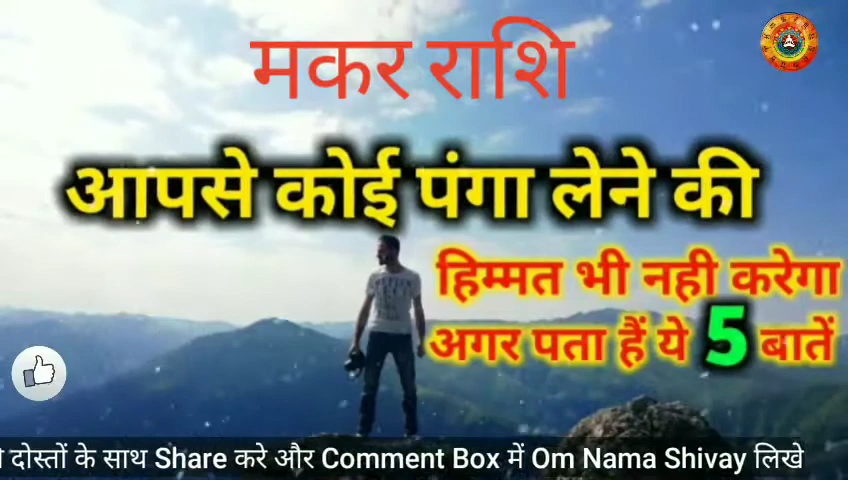 मकर राशि
आपसे कोई पंगा लेने की
हिम्मत भी नही करेगा
अगर पता हैं ये 5 बातें
दोस्तों के साथ Share करे और Comment Box में Om Nama Shivay लिखे